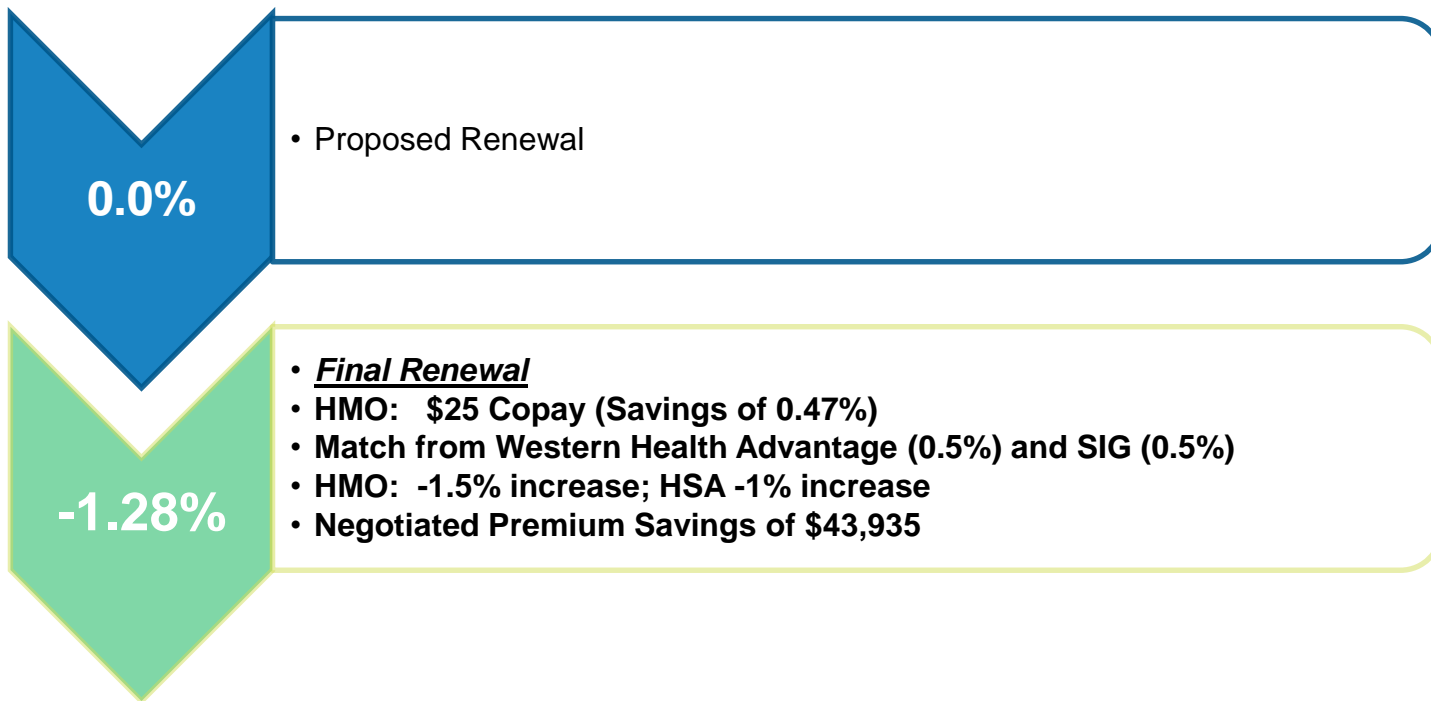 0.0%
• Proposed Renewal
-1.28%
• Final Renewal
• HMO: $25 Copay (Savings of 0.47%)
• Match from Western Health Advantage (0.5%) and SIG (0.5%)
• HMO: -1.5% increase; HSA -1% increase
• Negotiated Premium Savings of $43,935